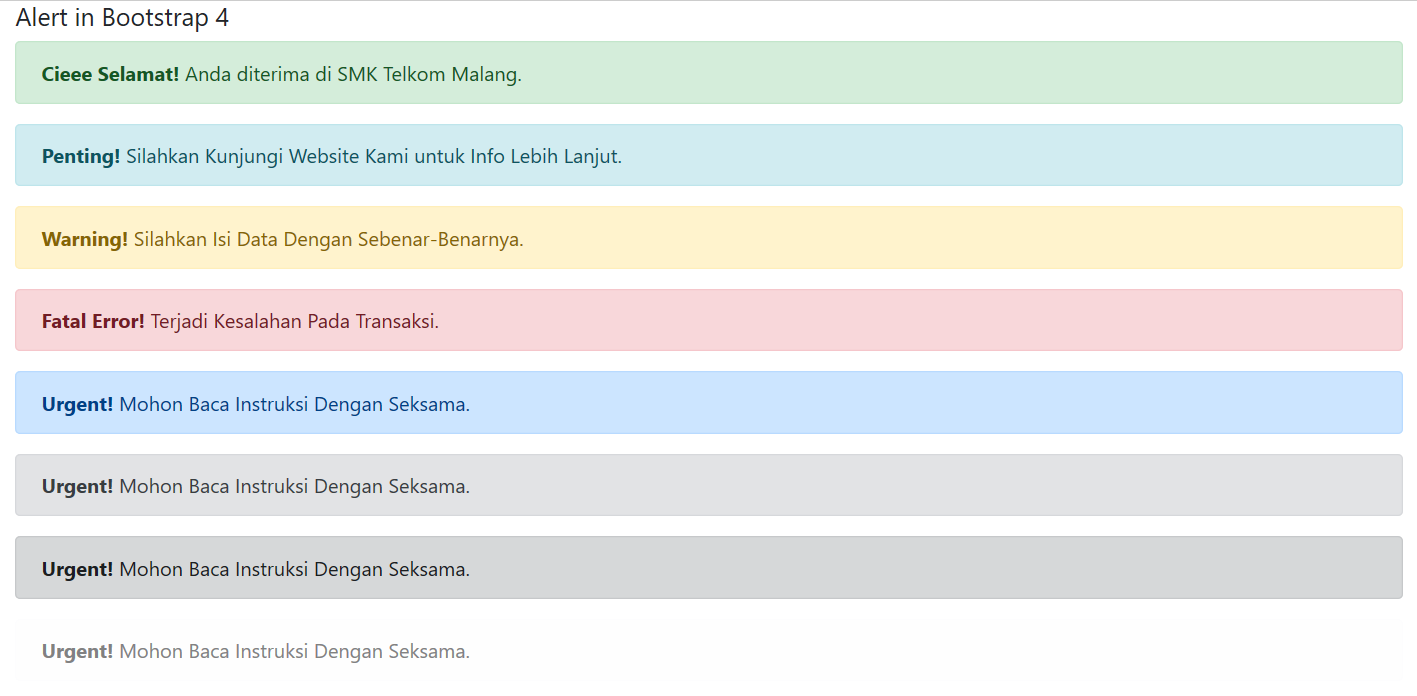 Alert in Bootstrap 4
Cieee Selamat! Anda diterima di SMK Telkom Malang.
Penting! Silahkan Kunjungi Website Kami untuk Info Lebih Lanjut.
Warning! Silahkan Isi Data Dengan Sebenar-Benarnya.
Fatal Error! Terjadi Kesalahan Pada Transaksi.
Urgent! Mohon Baca Instruksi Dengan Seksama.
Urgent! Mohon Baca Instruksi Dengan Seksama.
Urgent! Mohon Baca Instruksi Dengan Seksama.
Urgent! Mohon Baca Instruksi Dengan Seksama.